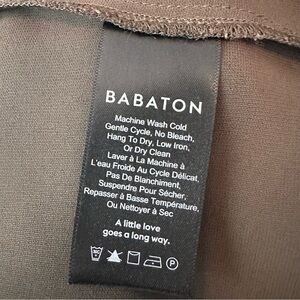 BABATON
Machine Wash Cold
Gentle Cycle, No Bleach,
Hang To Dry, Low Iron,
Or Dry Clean
Laver à La Machine à
L'eau Froide Au Cycle Délicat,
Pas De Blanchiment,
Suspendre Pour Sécher,
Repasser à Basse Température,
Ou Nettoyer à Sec
A little love
goes a long way.
P